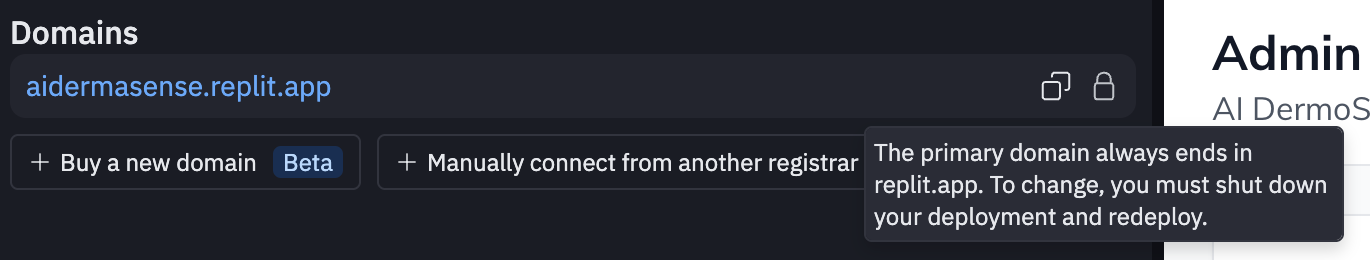 Domains
Admin
aidermasense.replit.app
AI DermoS
+ Buy a new domain Beta
+ Manually connect from another registrar
The primary domain always ends in
replit.app. To change, you must shut down
your deployment and redeploy.